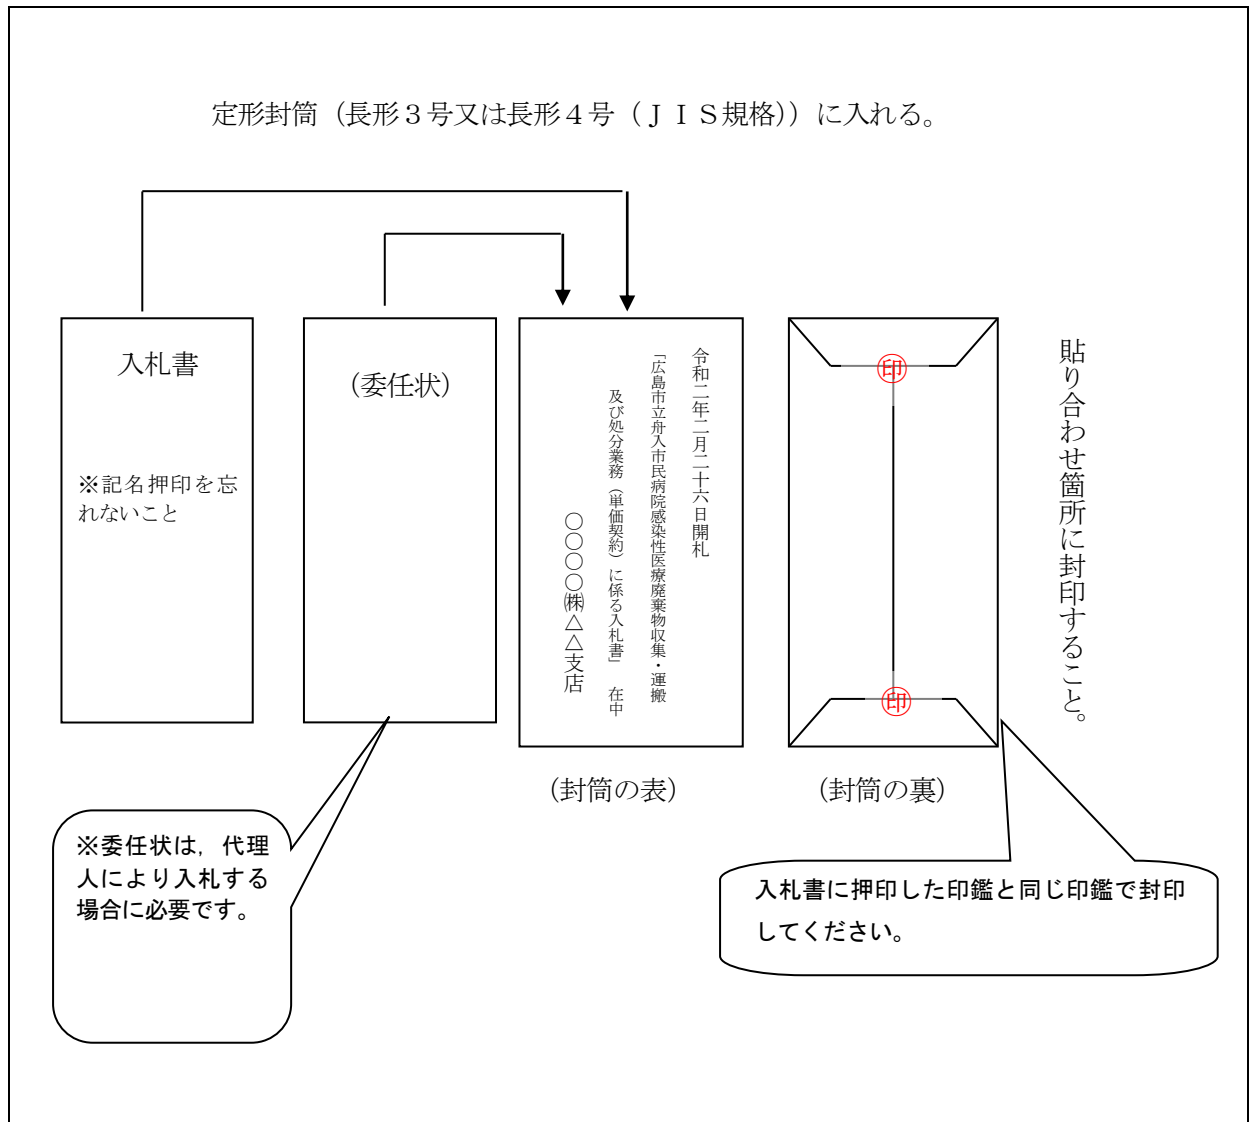 定形封筒（長形３号又は長形４号（ＪＩＳ規格））に入れる。
入札書
※記名押印を忘
れないこと
（委任状）
令和二年二月二十六日開札
「広島市立舟入市民病院感染性医療廃棄物収集・運搬
及び処分業務（単価契約）に係る入札書」　在中
〇〇〇〇㈱△△支店
印
印
貼り合わせ箇所に封印すること。
（封筒の表）
（封筒の裏）
※委任状は，代理
人により入札する
場合に必要です。
入札書に押印した印鑑と同じ印鑑で封印
してください。